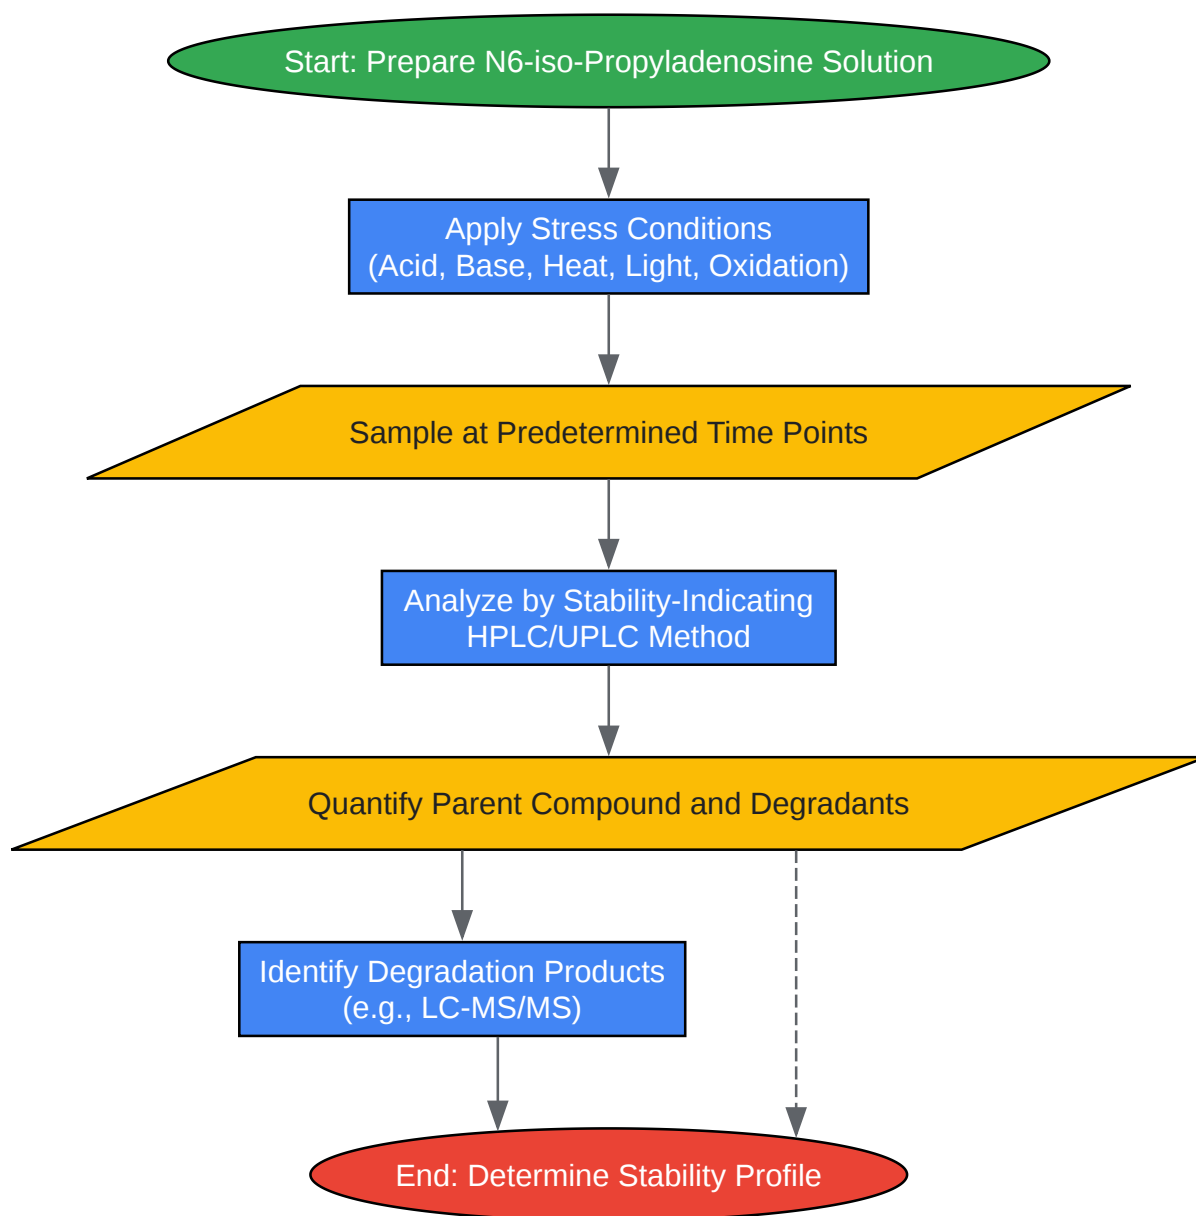 Start: Prepare N6-iso-Propyladenosine Solution
Apply Stress Conditions
(Acid, Base, Heat, Light, Oxidation)
Sample at Predetermined Time Points
Analyze by Stability-Indicating
HPLC/UPLC Method
Quantify Parent Compound and Degradants
Identify Degradation Products
(e.g., LC-MS/MS)
End: Determine Stability Profile